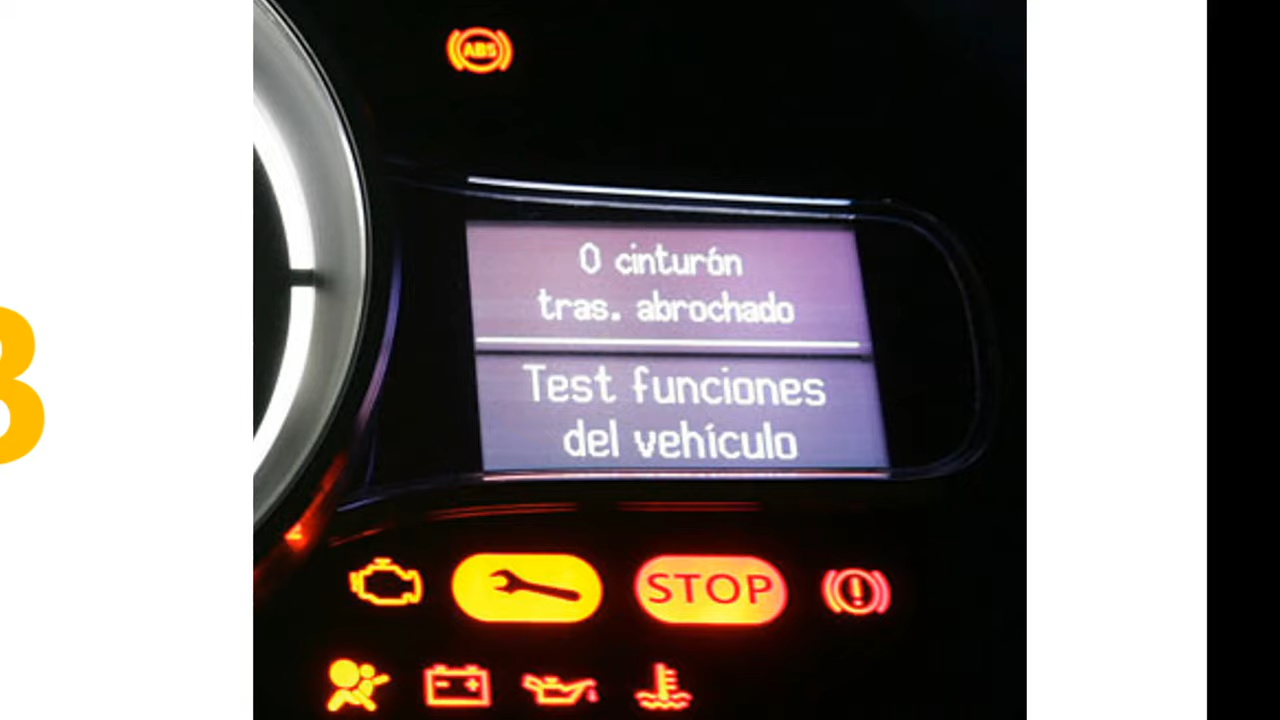 ABS
0 cinturón
tras. abrochado
Test funciones
del vehículo
STOP